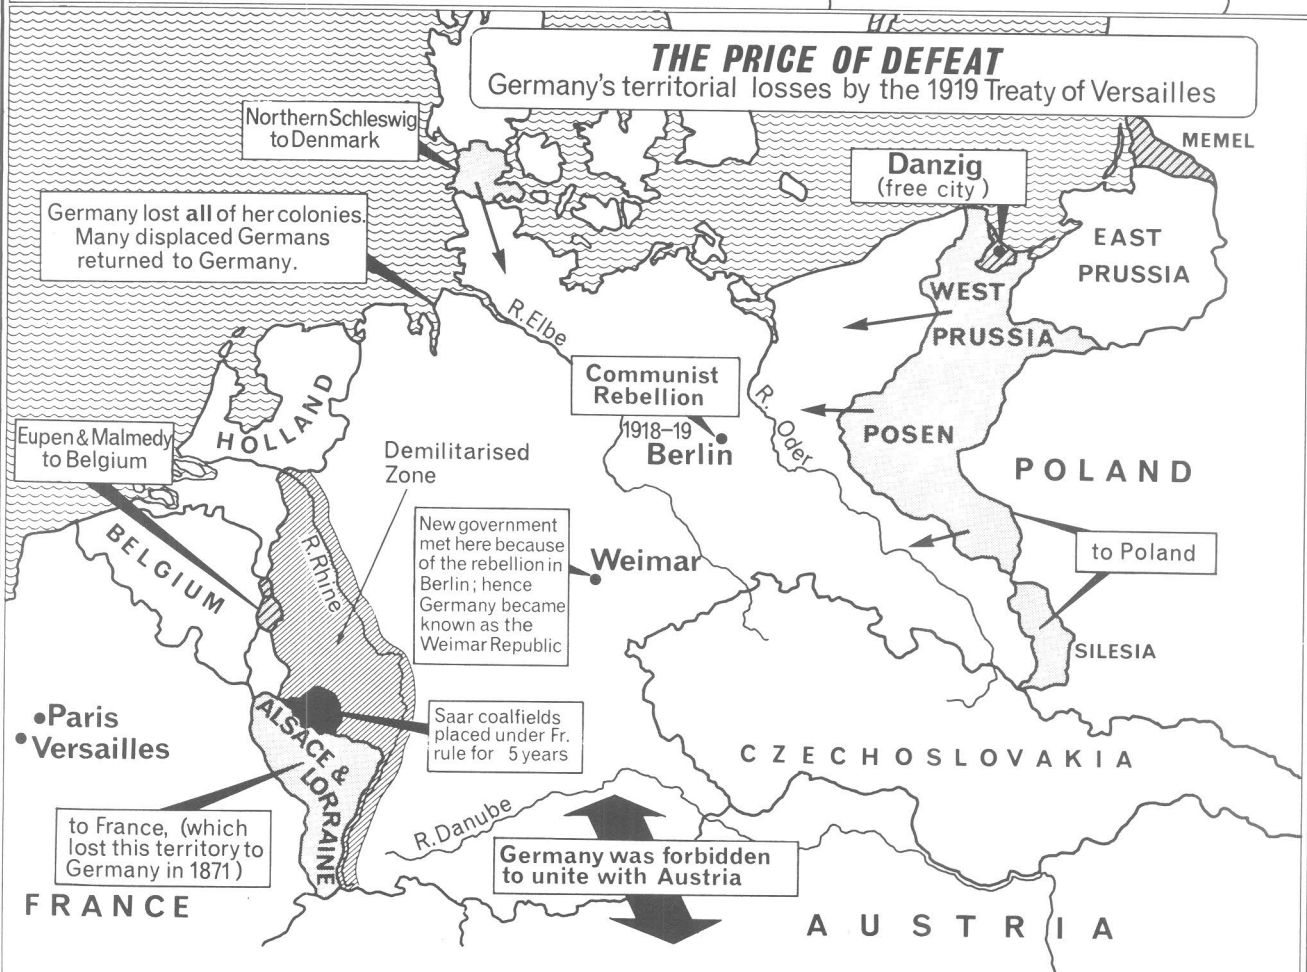 THE PRICE OF DEFEAT
Germany's territorial losses by the 1919 Treaty of Versailles
Northern Schleswig
to Denmark
MEMEL
Danzig
(free city)
Germany lost all of her colonies.
Many displaced Germans
returned to Germany.
EAST
PRUSSIA
WEST
PRUSSIA
R. Elbe
Communist
Rebellion
1918–19
Berlin
R. Oder
HOLLAND
Eupen & Malmedy
to Belgium
Demilitarised
Zone
POSEN
POLAND
BELGIUM
R. Rhine
New government
met here because
of the rebellion in
Berlin; hence
Germany became
known as the
Weimar Republic
Weimar
to Poland
SILESIA
Paris
Versailles
ALSACE &
LORRAINE
Saar coalfields
placed under Fr.
rule for 5 years
CZECHOSLOVAKIA
to France, (which
lost this territory to
Germany in 1871)
R. Danube
Germany was forbidden
to unite with Austria
FRANCE
AUSTRIA